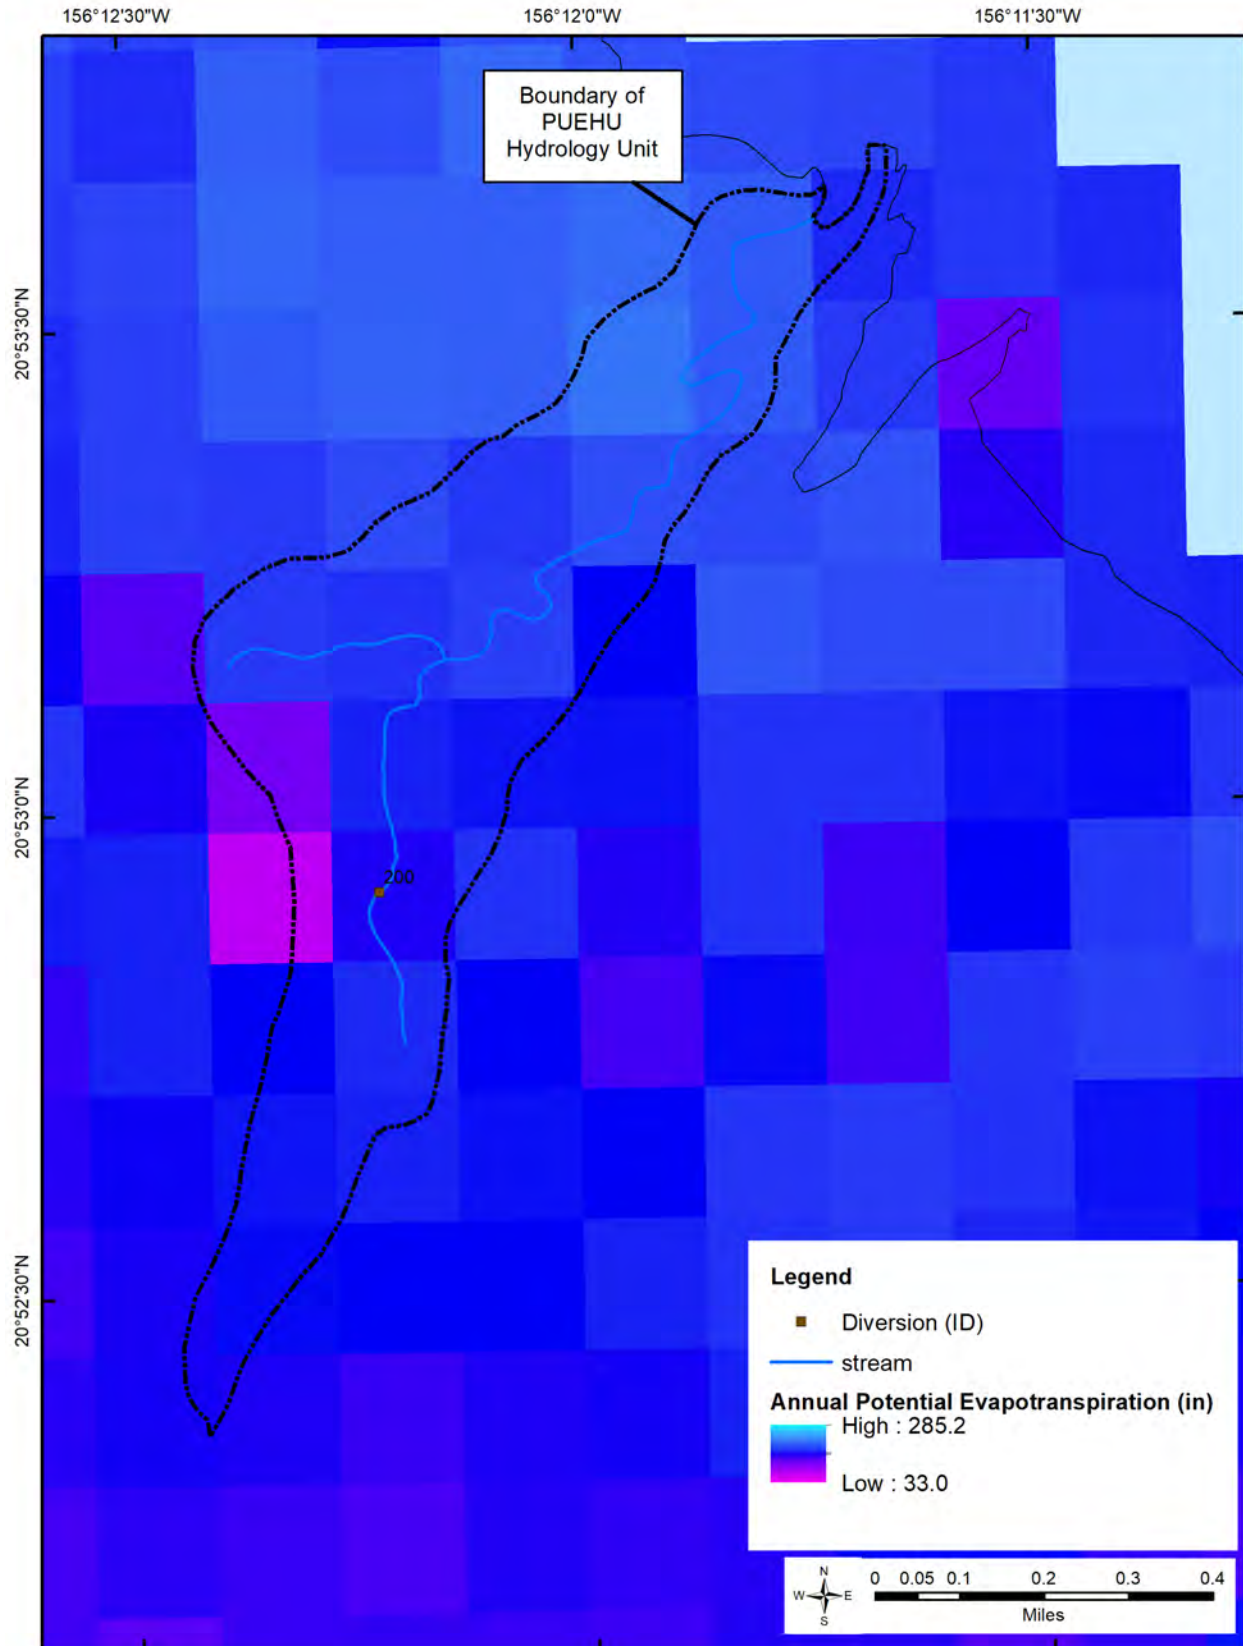 156°12'30"W 156°12'0"W 156°11'30"W
Boundary of
PUEHU
Hydrology Unit
20°53'30"N
20°53'0"N
200
20°52'30"N
Legend
Diversion (ID)
stream
Annual Potential Evapotranspiration (in)
High : 285.2
Low : 33.0
N
W E
S
0 0.05 0.1 0.2 0.3 0.4
Miles